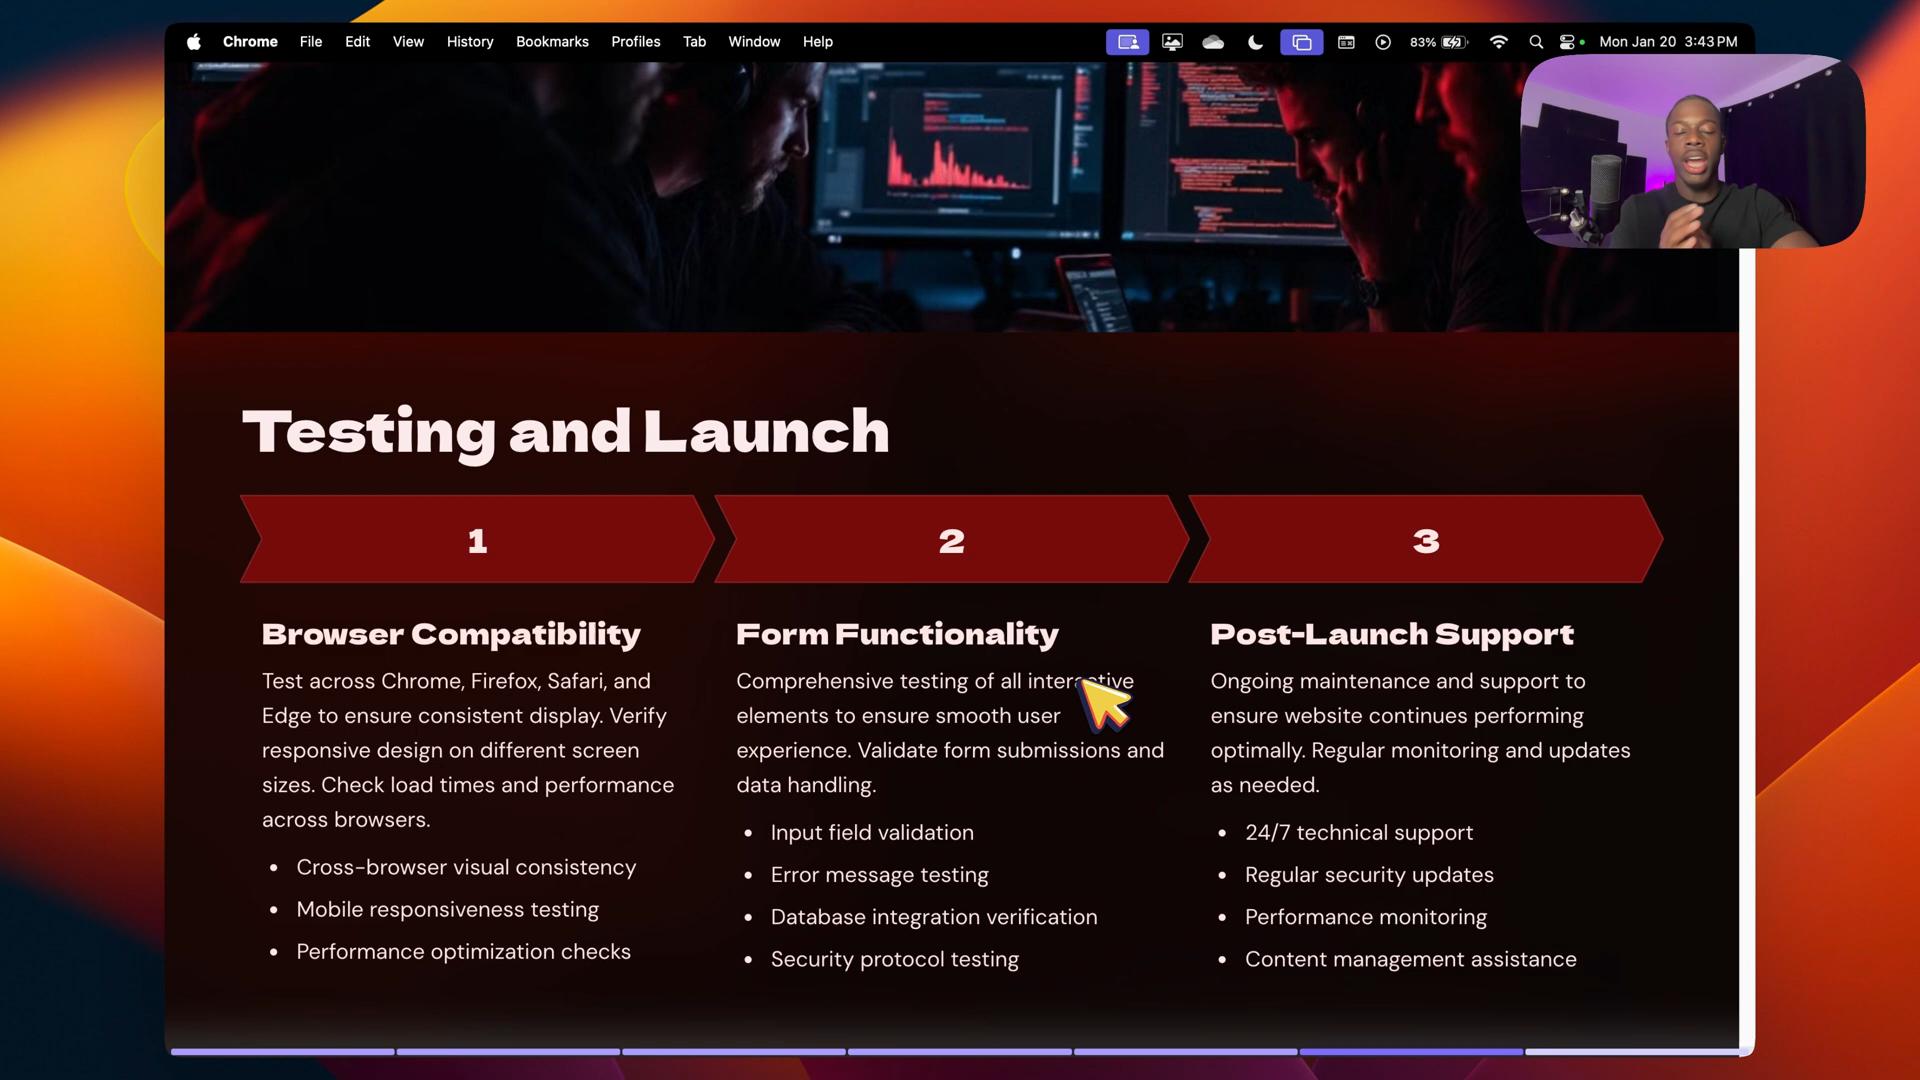 Chrome File Edit View History Bookmarks Profiles Tab Window Help 83% Mon Jan 20 3:43 PM
Testing and Launch
1
2
3
Browser Compatibility
Test across Chrome, Firefox, Safari, and
Edge to ensure consistent display. Verify
responsive design on different screen
sizes. Check load times and performance
across browsers.
• Cross-browser visual consistency
• Mobile responsiveness testing
• Performance optimization checks
Form Functionality
Comprehensive testing of all interactive
elements to ensure smooth user
experience. Validate form submissions and
data handling.
• Input field validation
• Error message testing
• Database integration verification
• Security protocol testing
Post-Launch Support
Ongoing maintenance and support to
ensure website continues performing
optimally. Regular monitoring and updates
as needed.
• 24/7 technical support
• Regular security updates
• Performance monitoring
• Content management assistance